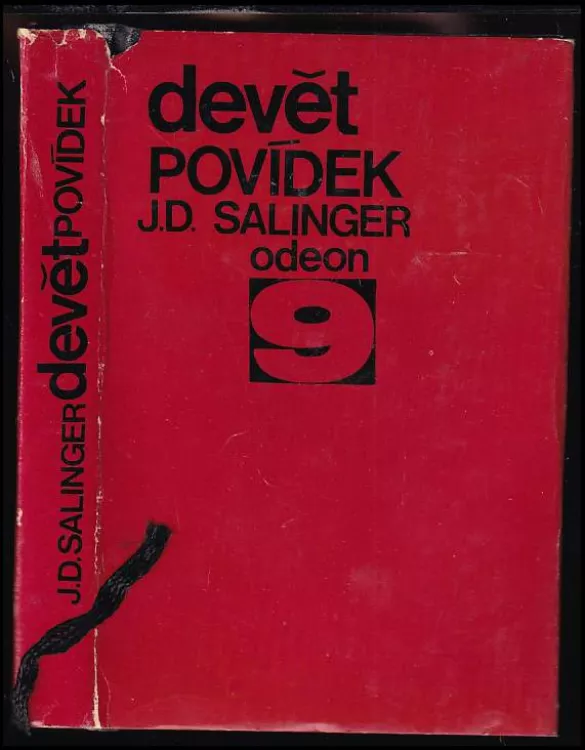 devět
POVÍDEK
J.D. SALINGER
odeon
9
J.D.SALINGER devět POVÍDEK